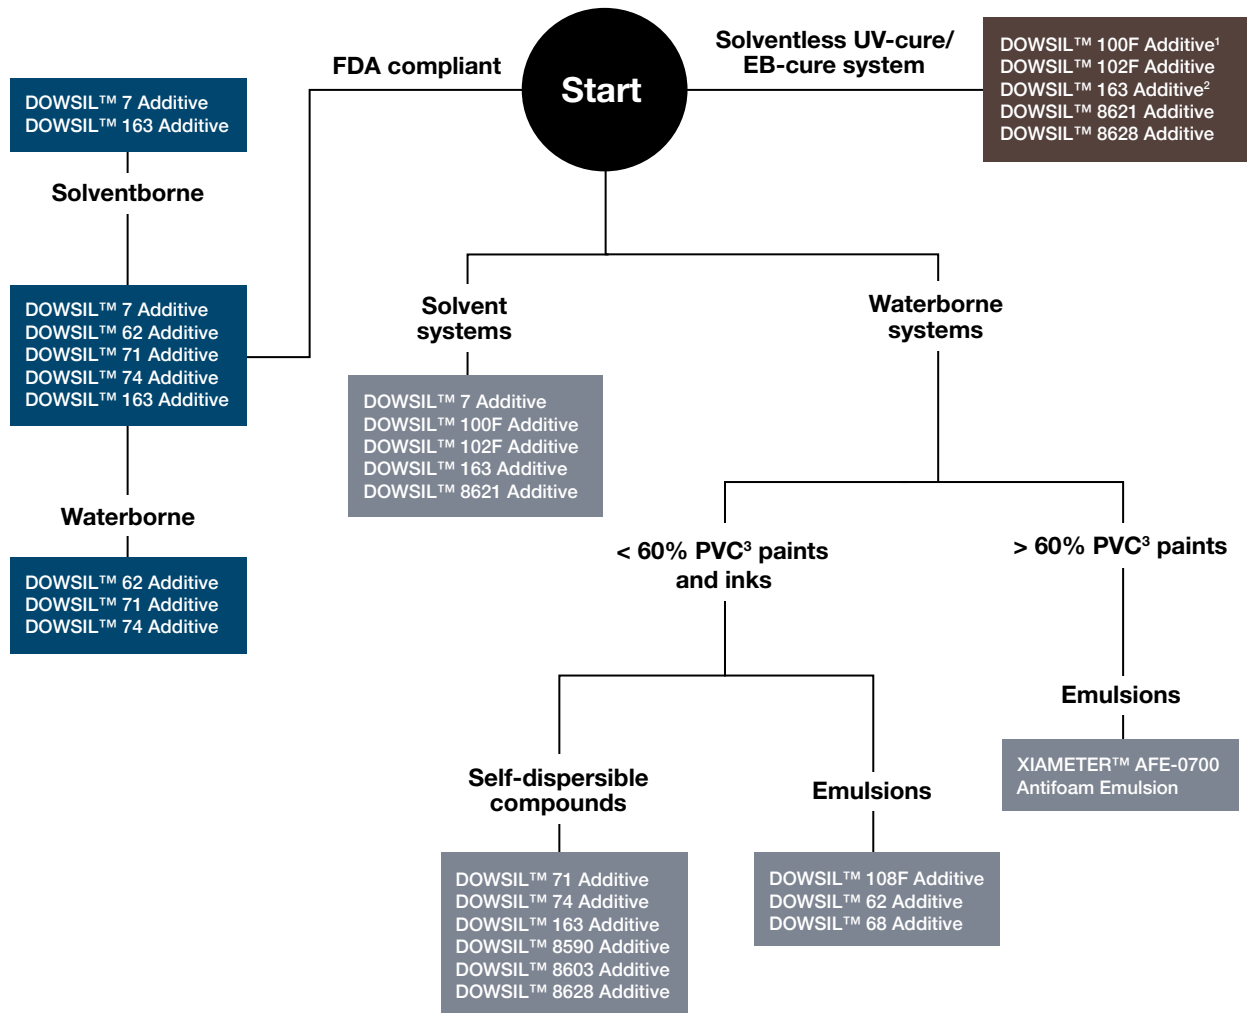 Start
FDA compliant
Solventless UV-cure/
EB-cure system
DOWSIL™ 100F Additive¹
DOWSIL™ 102F Additive
DOWSIL™ 163 Additive²
DOWSIL™ 8621 Additive
DOWSIL™ 8628 Additive
DOWSIL™ 7 Additive
DOWSIL™ 163 Additive
Solventborne
DOWSIL™ 7 Additive
DOWSIL™ 62 Additive
DOWSIL™ 71 Additive
DOWSIL™ 74 Additive
DOWSIL™ 163 Additive
Waterborne
DOWSIL™ 62 Additive
DOWSIL™ 71 Additive
DOWSIL™ 74 Additive
Solvent
systems
DOWSIL™ 7 Additive
DOWSIL™ 100F Additive
DOWSIL™ 102F Additive
DOWSIL™ 163 Additive
DOWSIL™ 8621 Additive
Waterborne
systems
< 60% PVC³ paints
and inks
> 60% PVC³ paints
Self-dispersible
compounds
DOWSIL™ 71 Additive
DOWSIL™ 74 Additive
DOWSIL™ 163 Additive
DOWSIL™ 8590 Additive
DOWSIL™ 8603 Additive
DOWSIL™ 8628 Additive
Emulsions
DOWSIL™ 108F Additive
DOWSIL™ 62 Additive
DOWSIL™ 68 Additive
Emulsions
XIAMETER™ AFE-0700
Antifoam Emulsion